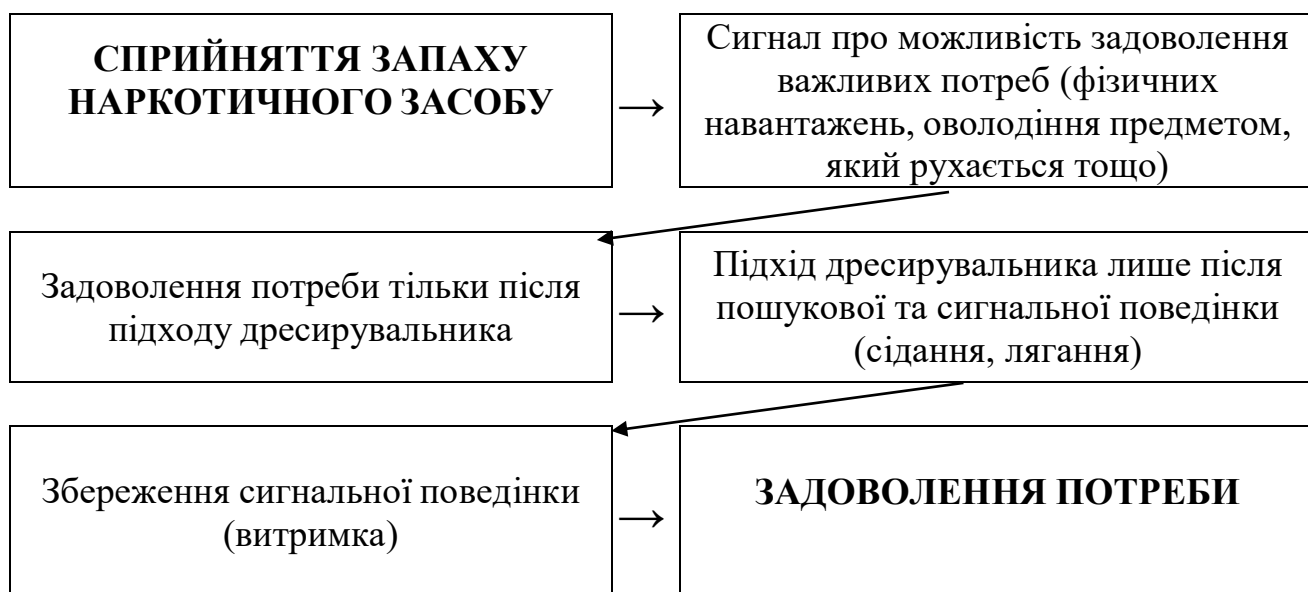 СПРИЙНЯТТЯ ЗАПАХУ
НАРКОТИЧНОГО ЗАСОБУ
→
Сигнал про можливість задоволення
важливих потреб (фізичних
навантажень, оволодіння предметом,
який рухається тощо)
Задоволення потреби тільки після
підходу дресирувальника
→
Підхід дресирувальника лише після
пошукової та сигнальної поведінки
(сідання, лягання)
Збереження сигнальної поведінки
(витримка)
→
ЗАДОВОЛЕННЯ ПОТРЕБИ